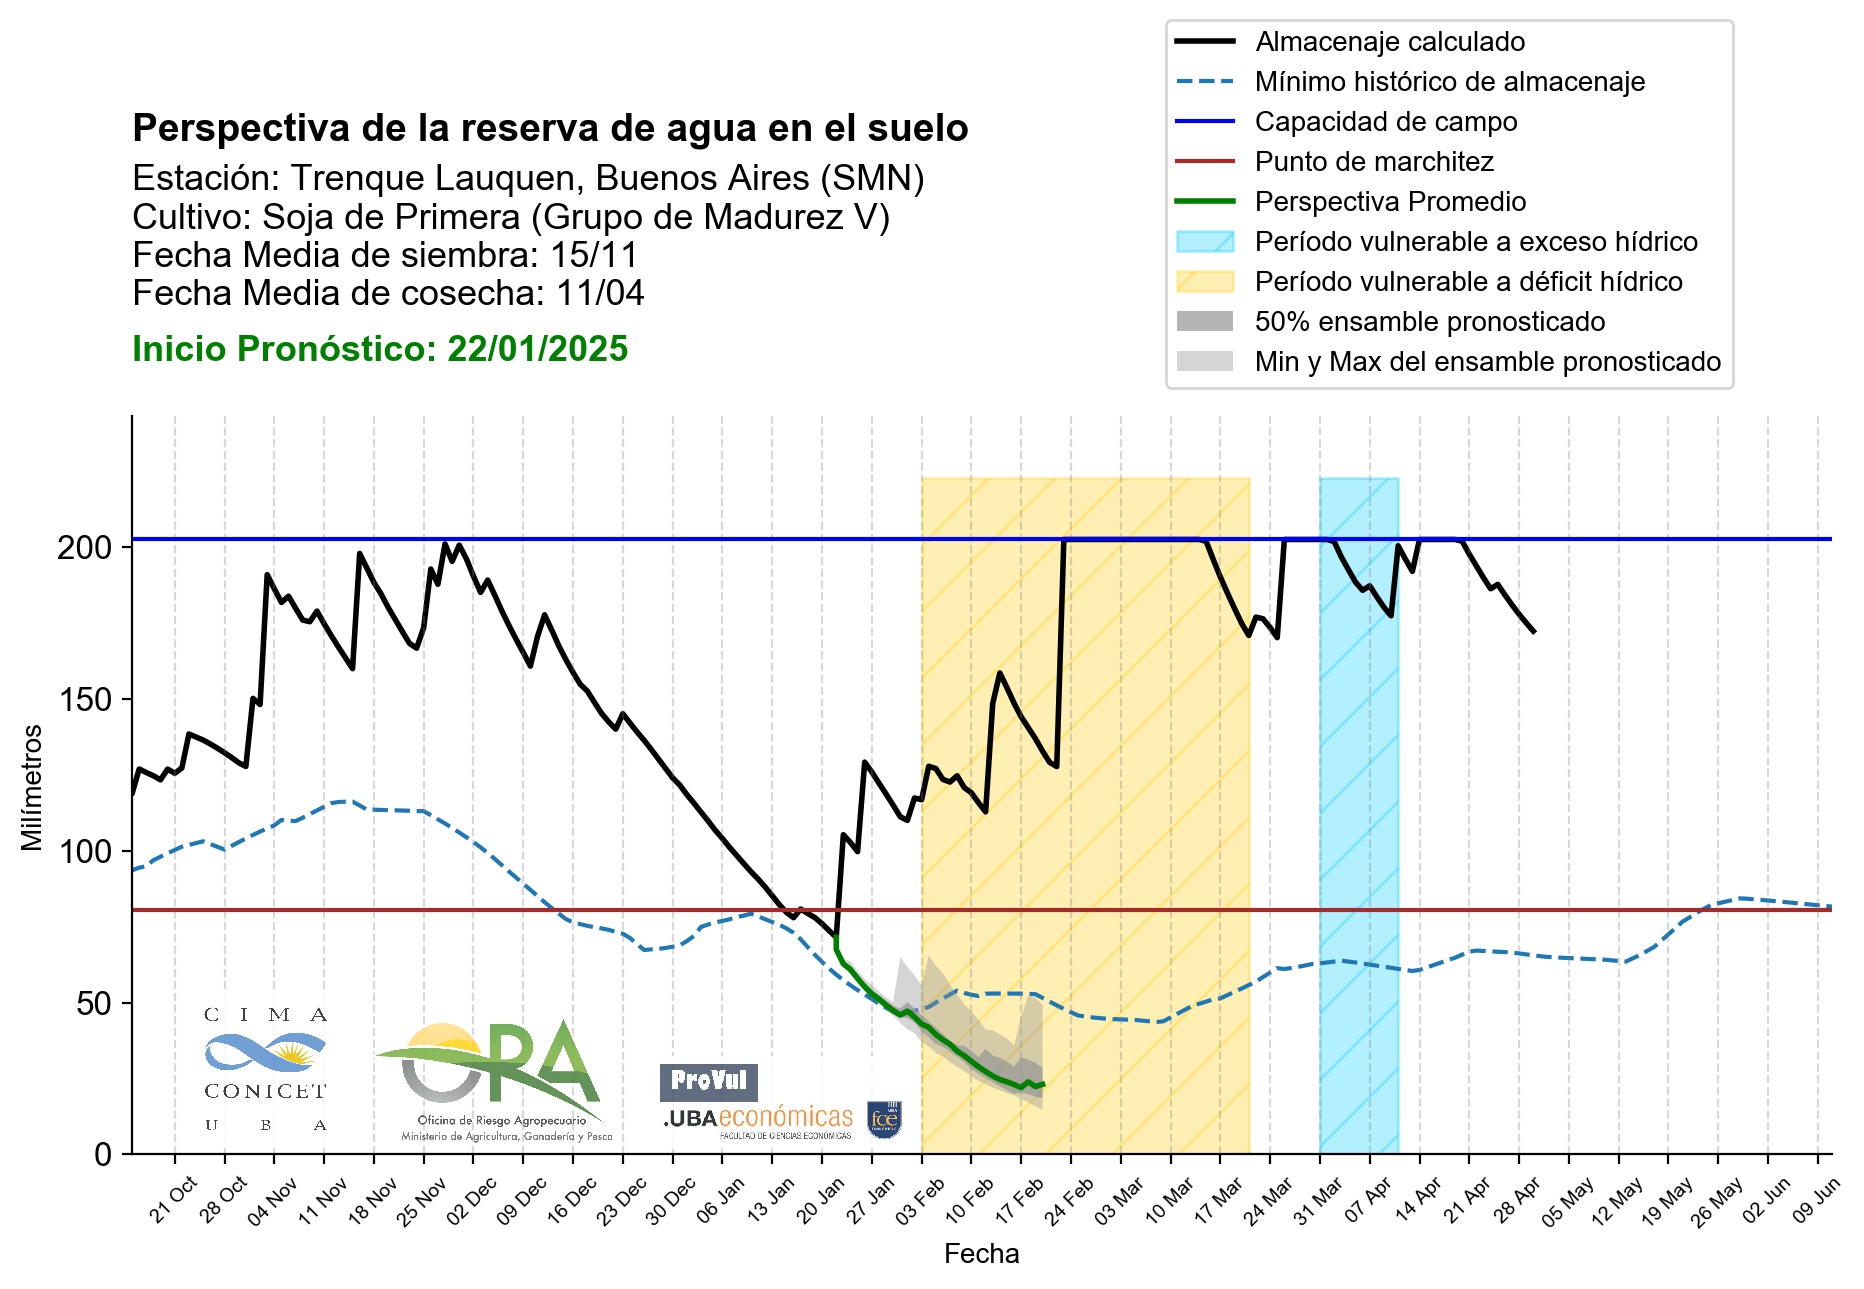 Almacenaje calculado
Mínimo histórico de almacenaje
Capacidad de campo
Punto de marchitez
Perspectiva Promedio
Período vulnerable a exceso hídrico
Período vulnerable a déficit hídrico
50% ensamble pronosticado
Min y Max del ensamble pronosticado
Perspectiva de la reserva de agua en el suelo
Estación: Trenque Lauquen, Buenos Aires (SMN)
Cultivo: Soja de Primera (Grupo de Madurez V)
Fecha Media de siembra: 15/11
Fecha Media de cosecha: 11/04
Inicio Pronóstico: 22/01/2025
200
150
100
50
0
Milímetros
CIMA
CONICET
UBA
ORA
Oficina de Riesgo Agropecuario
Ministerio de Agricultura, Ganadería y Pesca
ProVul
.UBAeconómicas
FACULTAD DE CIENCIAS ECONÓMICAS
fce
21 Oct
28 Oct
04 Nov
11 Nov
18 Nov
25 Nov
02 Dec
09 Dec
16 Dec
23 Dec
30 Dec
06 Jan
13 Jan
20 Jan
27 Jan
03 Feb
10 Feb
17 Feb
24 Feb
03 Mar
10 Mar
17 Mar
24 Mar
31 Mar
07 Apr
14 Apr
21 Apr
28 Apr
05 May
12 May
19 May
26 May
02 Jun
09 Jun
Fecha